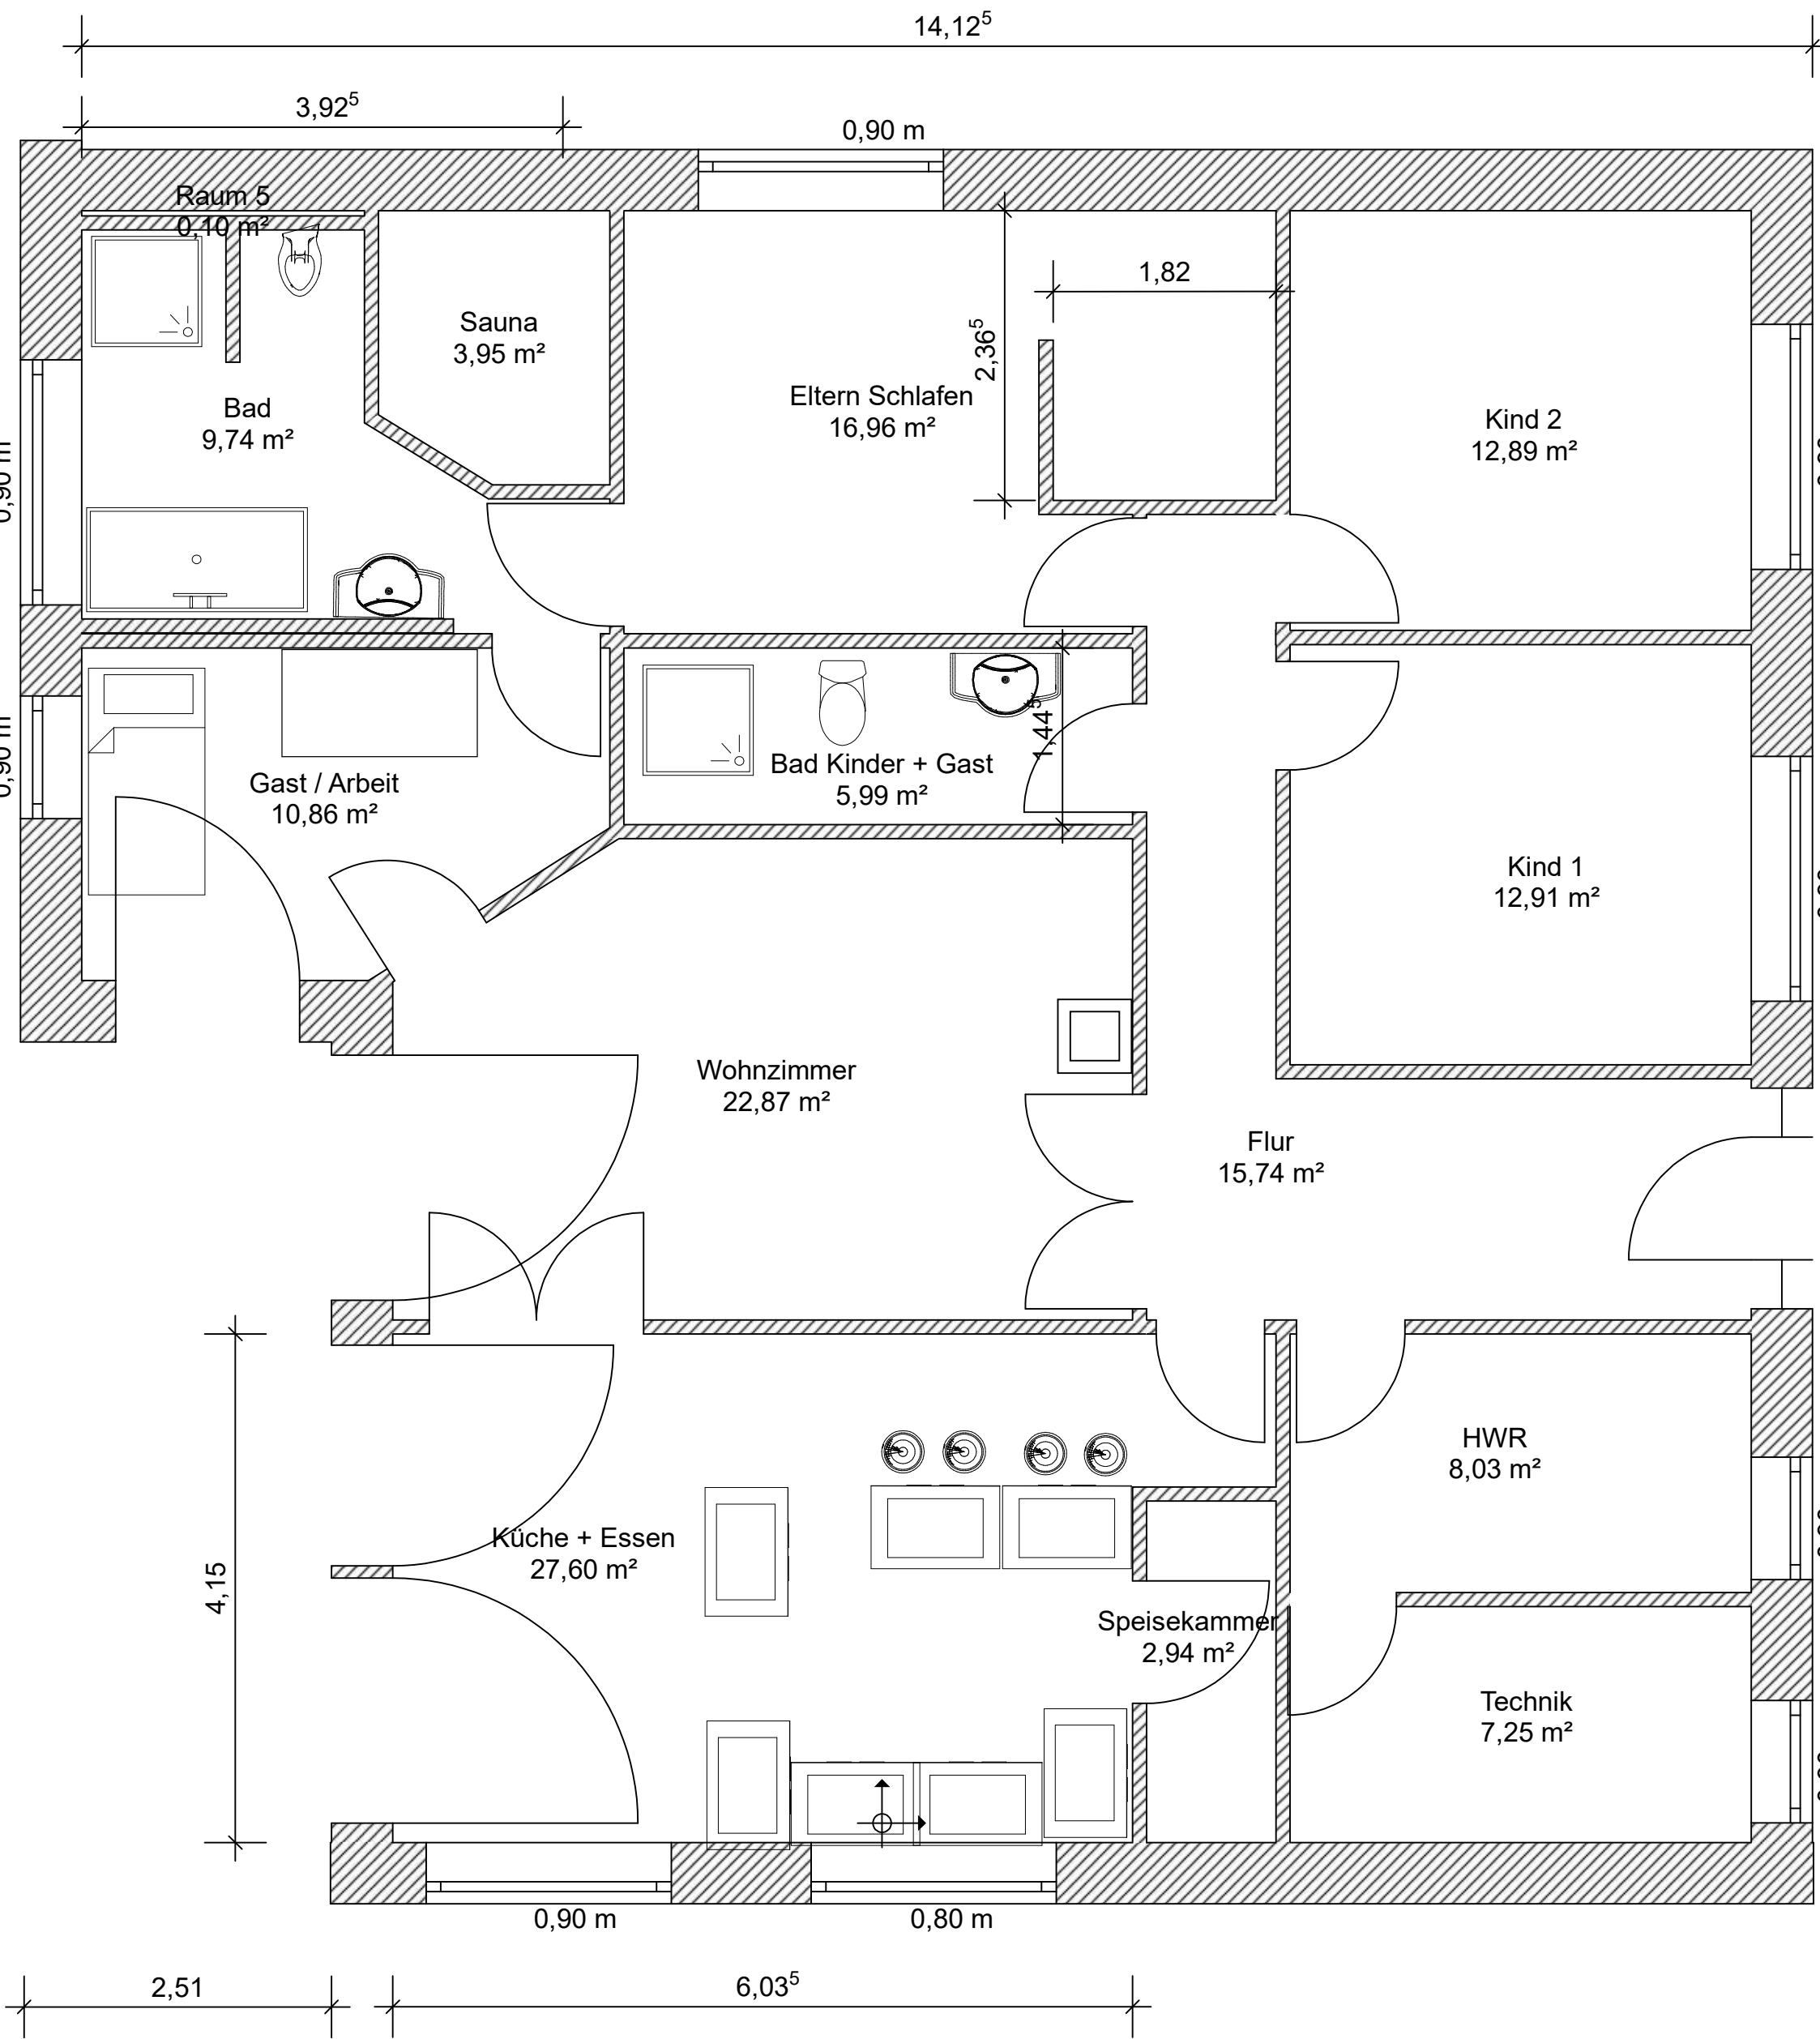 14,12⁵
3,92⁵
0,90 m
Raum 5
0,10 m²
1,82
Sauna
3,95 m²
2,36⁵
Eltern Schlafen
16,96 m²
Bad
9,74 m²
Kind 2
12,89 m²
0,90 m
0,90 m
1,44⁵
Bad Kinder + Gast
5,99 m²
Gast / Arbeit
10,86 m²
Kind 1
12,91 m²
Wohnzimmer
22,87 m²
Flur
15,74 m²
HWR
8,03 m²
Küche + Essen
27,60 m²
4,15
Speisekammer
2,94 m²
Technik
7,25 m²
0,90 m
0,80 m
2,51
6,03⁵